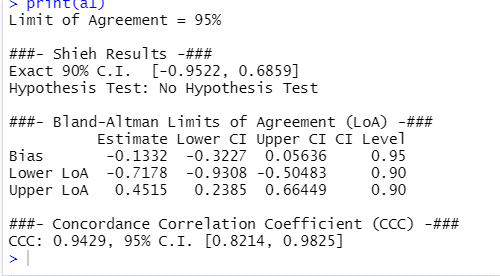 > print(a1)
Limit of Agreement = 95%
###- Shieh Results -###
Exact 90% C.I.  [-0.9522, 0.6859]
Hypothesis Test: No Hypothesis Test
###- Bland-Altman Limits of Agreement (LoA) -###
Estimate Lower CI Upper CI CI Level
Bias -0.1332 -0.3227 0.05636 0.95
Lower LoA -0.7178 -0.9308 -0.50483 0.90
Upper LoA 0.4515 0.2385 0.66449 0.90
###- Concordance Correlation Coefficient (CCC) -###
CCC: 0.9429, 95% C.I. [0.8214, 0.9825]
>